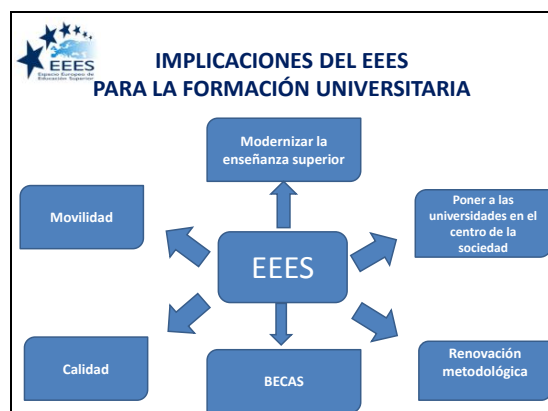 EEES
Espacio Europeo de
Educación Superior
IMPLICACIONES DEL EEES
PARA LA FORMACIÓN UNIVERSITARIA
Modernizar la
enseñanza superior
Movilidad
Poner a las
universidades en el
centro de la
sociedad
EEES
Calidad
BECAS
Renovación
metodológica